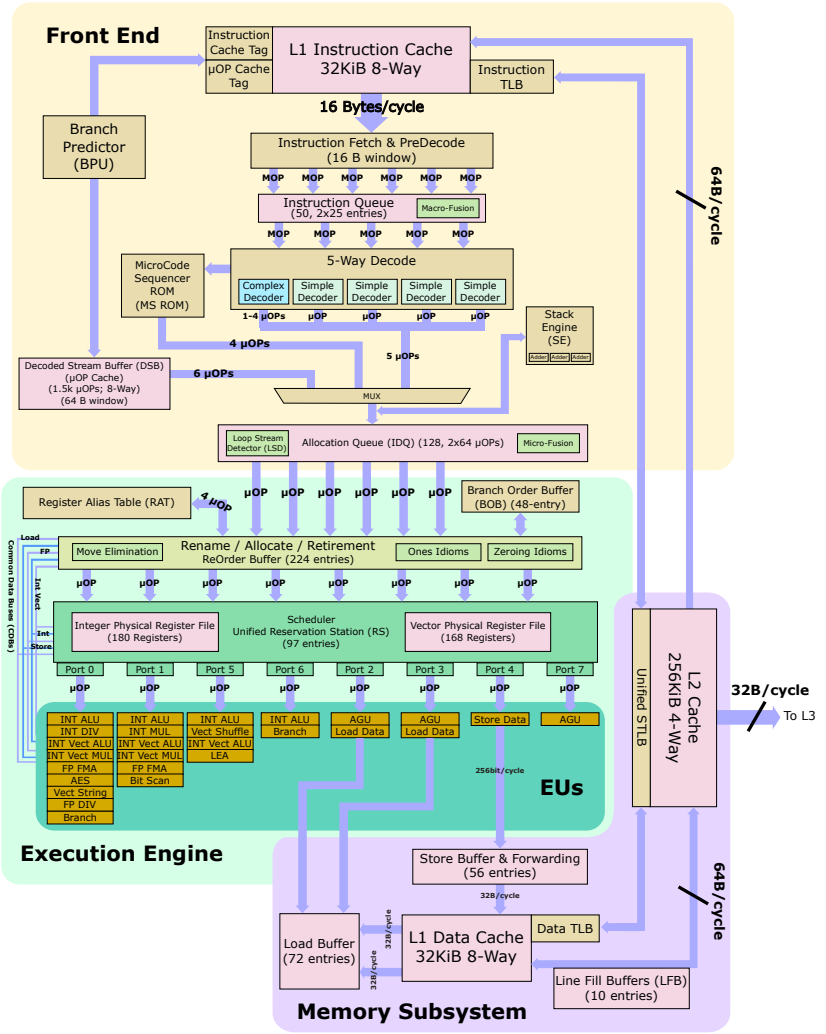 Front End
Instruction
Cache Tag
µOP Cache
Tag
L1 Instruction Cache
32KiB 8-Way
Instruction
TLB
16 Bytes/cycle
Branch
Predictor
(BPU)
Instruction Fetch & PreDecode
(16 B window)
MOP MOP MOP MOP MOP MOP
Instruction Queue
(50, 2x25 entries)
Macro-Fusion
MOP MOP MOP MOP MOP
64B/cycle
MicroCode
Sequencer
ROM
(MS ROM)
5-Way Decode
Complex
Decoder
Simple
Decoder
Simple
Decoder
Simple
Decoder
Simple
Decoder
1-4 µOPs µOP µOP µOP µOP
Stack
Engine
(SE)
Adder Adder Adder
4 µOPs
5 µOPs
Decoded Stream Buffer (DSB)
(µOP Cache)
(1.5k µOPs; 8-Way)
(64 B window)
6 µOPs
MUX
Loop Stream
Detector (LSD)
Allocation Queue (IDQ) (128, 2x64 µOPs)
Micro-Fusion
µOP µOP µOP µOP µOP µOP
Register Alias Table (RAT)
4 µOP
Branch Order Buffer
(BOB) (48-entry)
Load
FP
Common Data Buses (CDBs)
Int Vect
Int
Store
Move Elimination
Rename / Allocate / Retirement
ReOrder Buffer (224 entries)
Ones Idioms
Zeroing Idioms
µOP µOP µOP µOP µOP µOP µOP µOP
Integer Physical Register File
(180 Registers)
Scheduler
Unified Reservation Station (RS)
(97 entries)
Vector Physical Register File
(168 Registers)
Port 0 Port 1 Port 5 Port 6 Port 2 Port 3 Port 4 Port 7
µOP µOP µOP µOP µOP µOP µOP µOP
INT ALU
INT DIV
INT Vect ALU
INT Vect MUL
FP FMA
AES
Vect String
FP DIV
Branch
INT ALU
INT MUL
INT Vect ALU
INT Vect MUL
FP FMA
Bit Scan
INT ALU
Vect Shuffle
INT Vect ALU
LEA
INT ALU
Branch
AGU
Load Data
AGU
Load Data
Store Data
AGU
256bit/cycle
EUs
Execution Engine
Unified STLB
L2 Cache
256KiB 4-Way
32B/cycle
To L3
64B/cycle
Store Buffer & Forwarding
(56 entries)
32B/cycle
Load Buffer
(72 entries)
32B/cycle
32B/cycle
L1 Data Cache
32KiB 8-Way
Data TLB
Line Fill Buffers (LFB)
(10 entries)
Memory Subsystem